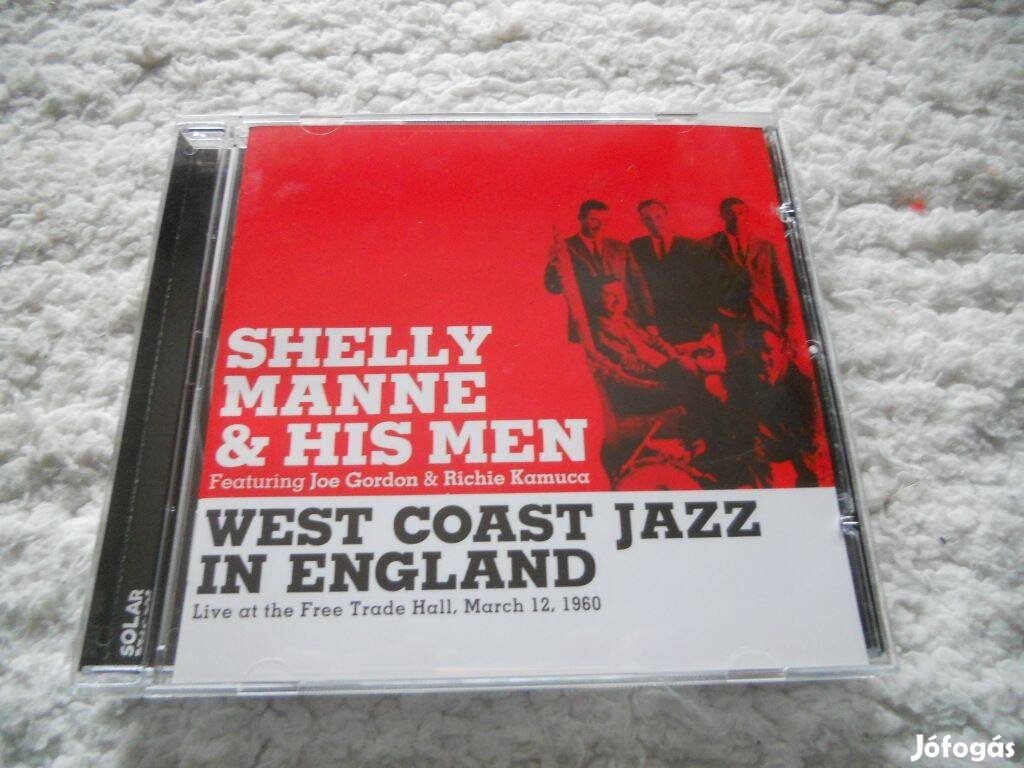 SHELLY
MANNE
& HIS MEN
Featuring Joe Gordon & Richie Kamuca
WEST COAST JAZZ
IN ENGLAND
Live at the Free Trade Hall, March 12, 1960
SOLAR
Jófogás